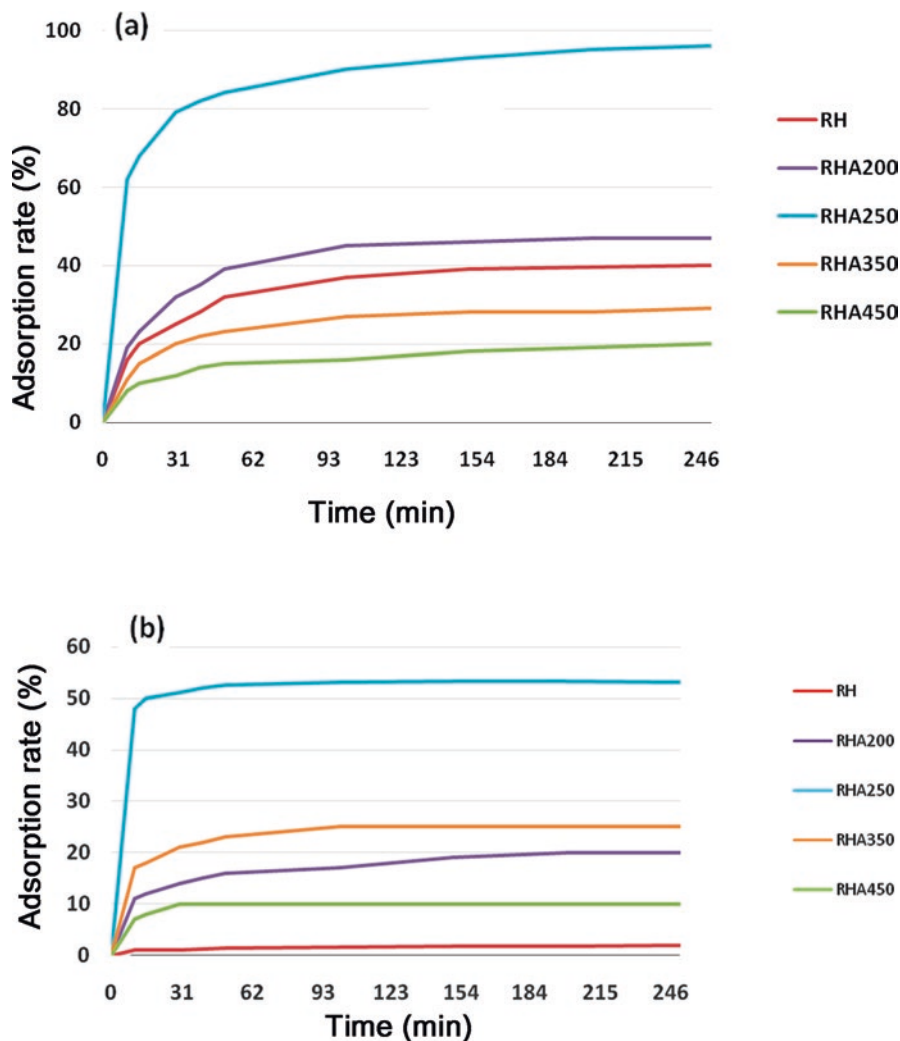 (a)
100
80
60
40
20
0
Adsorption rate (%)
0 31 62 93 123 154 184 215 246
Time (min)
RH
RHA200
RHA250
RHA350
RHA450
(b)
60
50
40
30
20
10
0
Adsorption rate (%)
0 31 62 93 123 154 184 215 246
Time (min)
RH
RHA200
RHA250
RHA350
RHA450